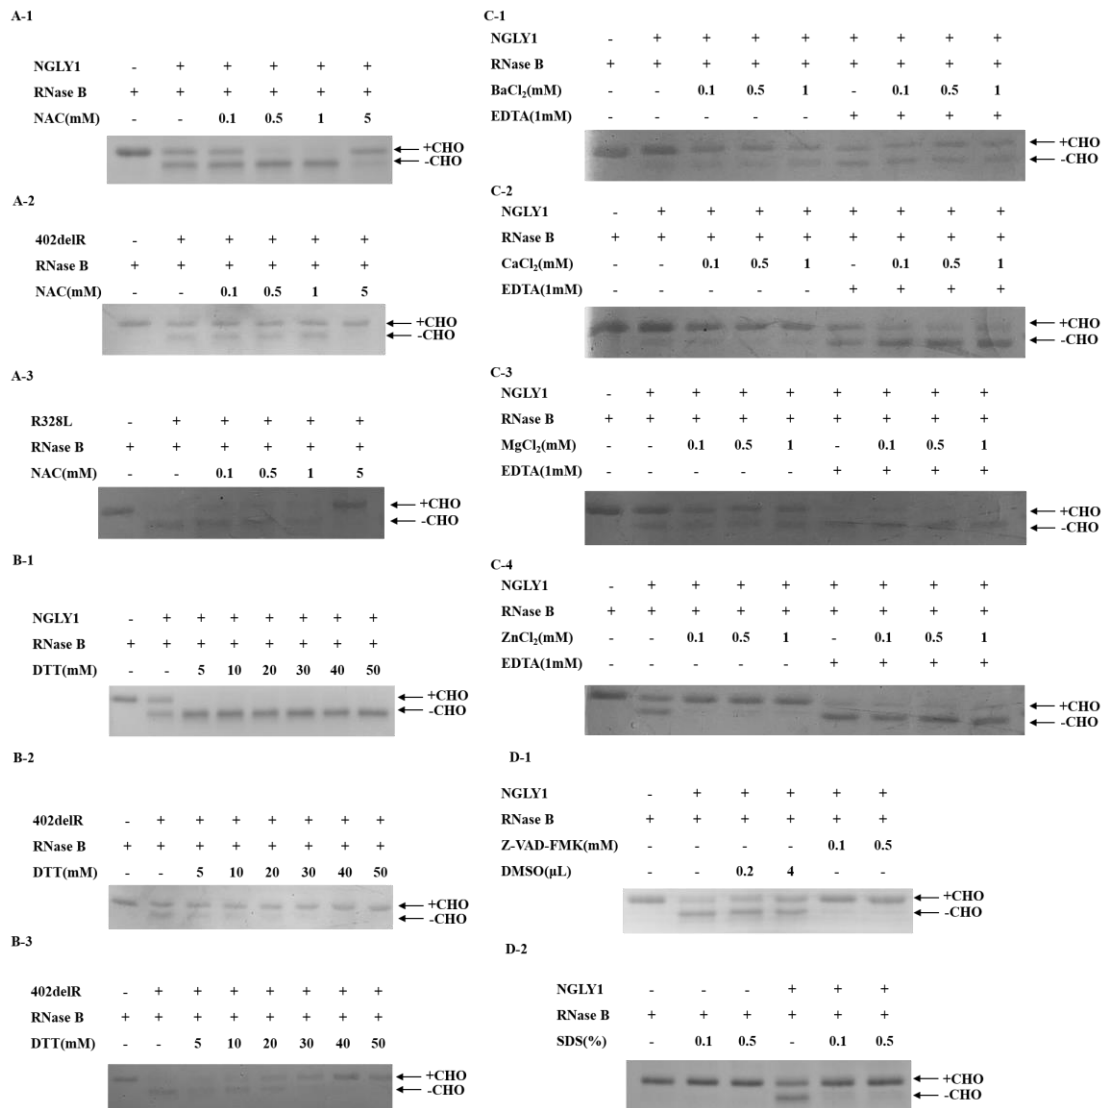 A-1
NGLY1 - + + + + +
RNase B + + + + + +
NAC(mM) - - 0.1 0.5 1 5
+CHO
-CHO
A-2
402delR - + + + + +
RNase B + + + + + +
NAC(mM) - - 0.1 0.5 1 5
+CHO
-CHO
A-3
R328L - + + + + +
RNase B + + + + + +
NAC(mM) - - 0.1 0.5 1 5
+CHO
-CHO
B-1
NGLY1 - + + + + + + +
RNase B + + + + + + + +
DTT(mM) - - 5 10 20 30 40 50
+CHO
-CHO
B-2
402delR - + + + + + + +
RNase B + + + + + + + +
DTT(mM) - - 5 10 20 30 40 50
+CHO
-CHO
B-3
402delR - + + + + + + +
RNase B + + + + + + + +
DTT(mM) - - 5 10 20 30 40 50
+CHO
-CHO
C-1
NGLY1 - + + + + + + + +
RNase B + + + + + + + + +
BaCl₂(mM) - - 0.1 0.5 1 - 0.1 0.5 1
EDTA(1mM) - - - - - + + + +
+CHO
-CHO
C-2
NGLY1 - + + + + + + + +
RNase B + + + + + + + + +
CaCl₂(mM) - - 0.1 0.5 1 - 0.1 0.5 1
EDTA(1mM) - - - - - + + + +
+CHO
-CHO
C-3
NGLY1 - + + + + + + + +
RNase B + + + + + + + + +
MgCl₂(mM) - - 0.1 0.5 1 - 0.1 0.5 1
EDTA(1mM) - - - - - + + + +
+CHO
-CHO
C-4
NGLY1 - + + + + + + + +
RNase B + + + + + + + + +
ZnCl₂(mM) - - 0.1 0.5 1 - 0.1 0.5 1
EDTA(1mM) - - - - - + + + +
+CHO
-CHO
D-1
NGLY1 - + + + + +
RNase B + + + + + +
Z-VAD-FMK(mM) - - - - 0.1 0.5
DMSO(μL) - - 0.2 4 - -
+CHO
-CHO
D-2
NGLY1 - - - + + +
RNase B + + + + + +
SDS(%) - 0.1 0.5 - 0.1 0.5
+CHO
-CHO